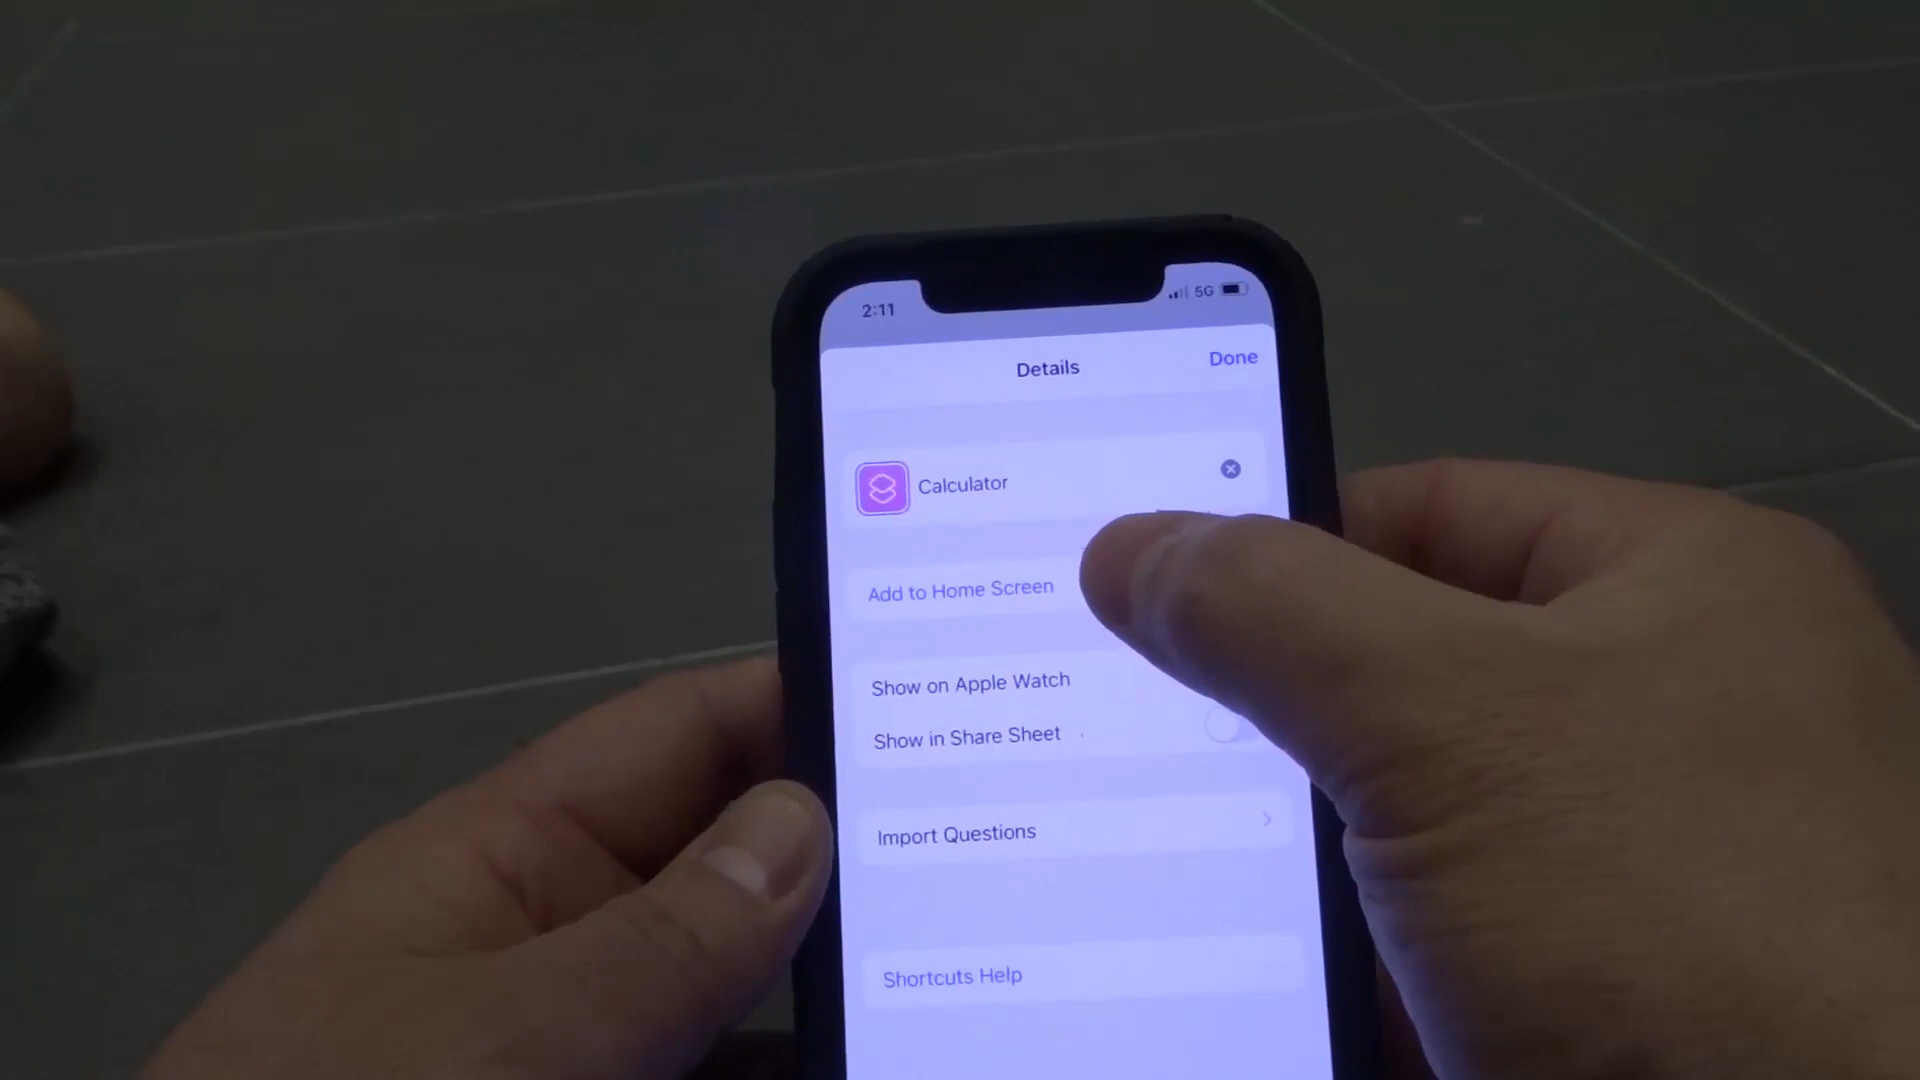 2:11
5G
Details
Done
Calculator
Add to Home Screen
Show on Apple Watch
Show in Share Sheet
Import Questions
Shortcuts Help